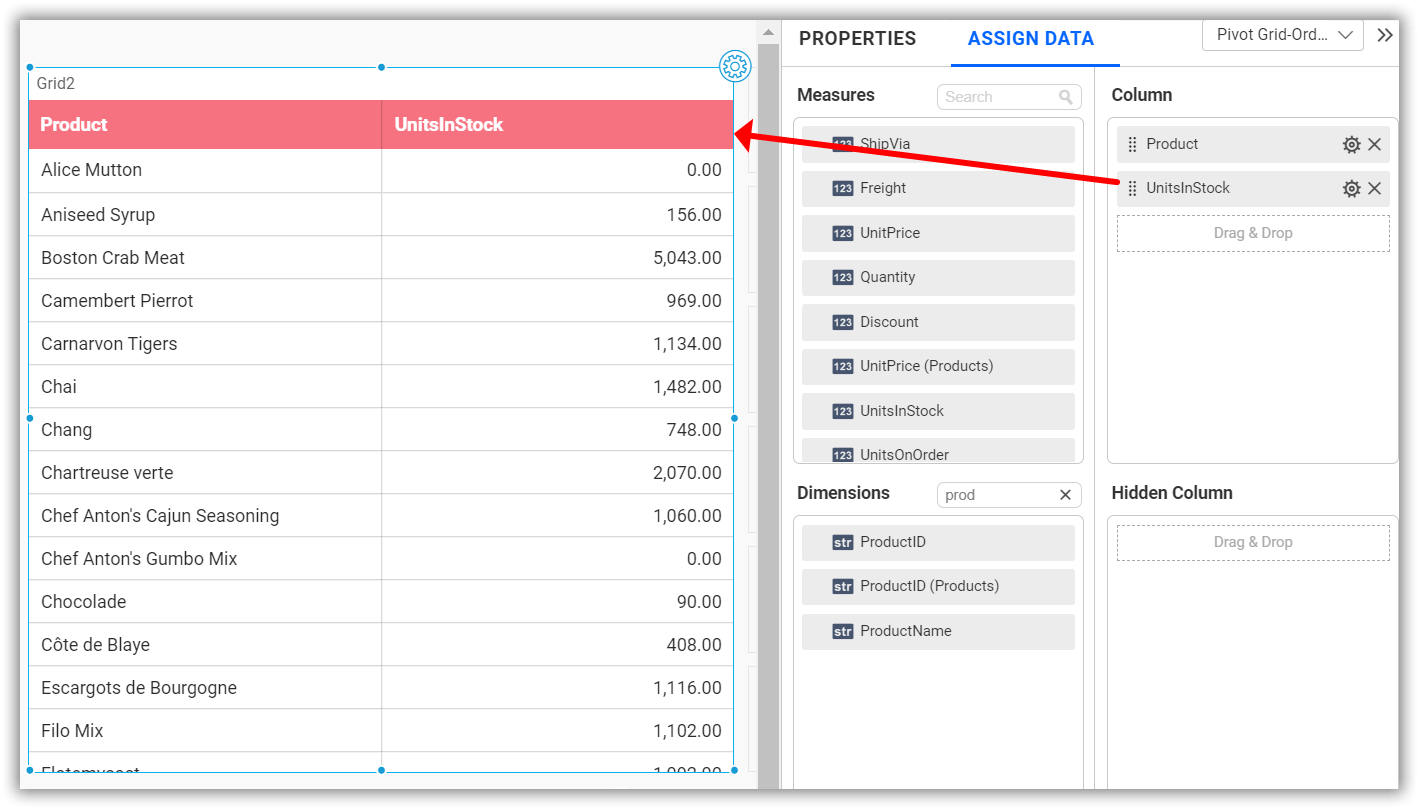 PROPERTIES
ASSIGN DATA
Pivot Grid-Ord...
Grid2
Product UnitsInStock
Alice Mutton 0.00
Aniseed Syrup 156.00
Boston Crab Meat 5,043.00
Camembert Pierrot 969.00
Carnarvon Tigers 1,134.00
Chai 1,482.00
Chang 748.00
Chartreuse verte 2,070.00
Chef Anton's Cajun Seasoning 1,060.00
Chef Anton's Gumbo Mix 0.00
Chocolade 90.00
Côte de Blaye 408.00
Escargots de Bourgogne 1,116.00
Filo Mix 1,102.00
Measures
Search
123 ShipVia
123 Freight
123 UnitPrice
123 Quantity
123 Discount
123 UnitPrice (Products)
123 UnitsInStock
123 UnitsOnOrder
Dimensions
prod
str ProductID
str ProductID (Products)
str ProductName
Column
Product
UnitsInStock
Drag & Drop
Hidden Column
Drag & Drop